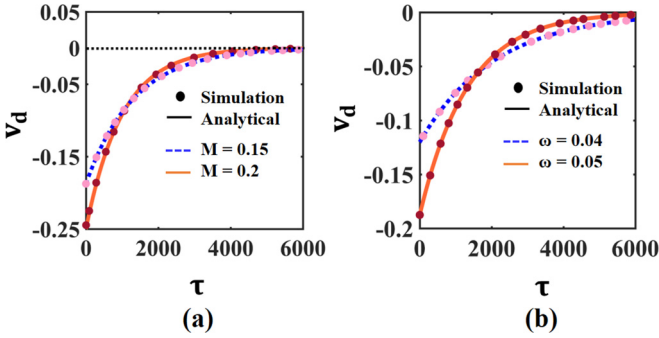 0.05
0
-0.05
-0.15
-0.25
v_d
Simulation
Analytical
M = 0.15
M = 0.2
0 2000 4000 6000
τ
(a)
0
-0.05
-0.1
-0.15
-0.2
v_d
Simulation
Analytical
ω = 0.04
ω = 0.05
0 2000 4000 6000
τ
(b)